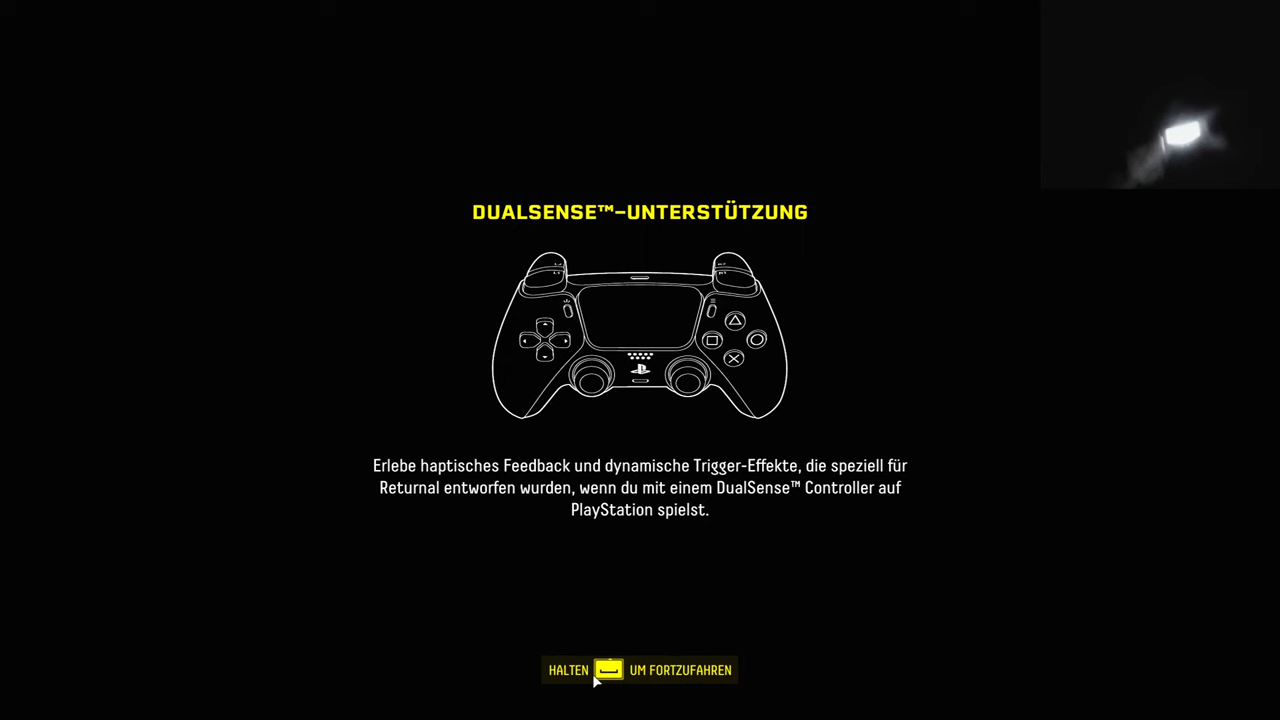 DUALSENSE™-UNTERSTÜTZUNG
Erlebe haptisches Feedback und dynamische Trigger-Effekte, die speziell für
Returnal entworfen wurden, wenn du mit einem DualSense™ Controller auf
PlayStation spielst.
HALTEN UM FORTZUFAHREN